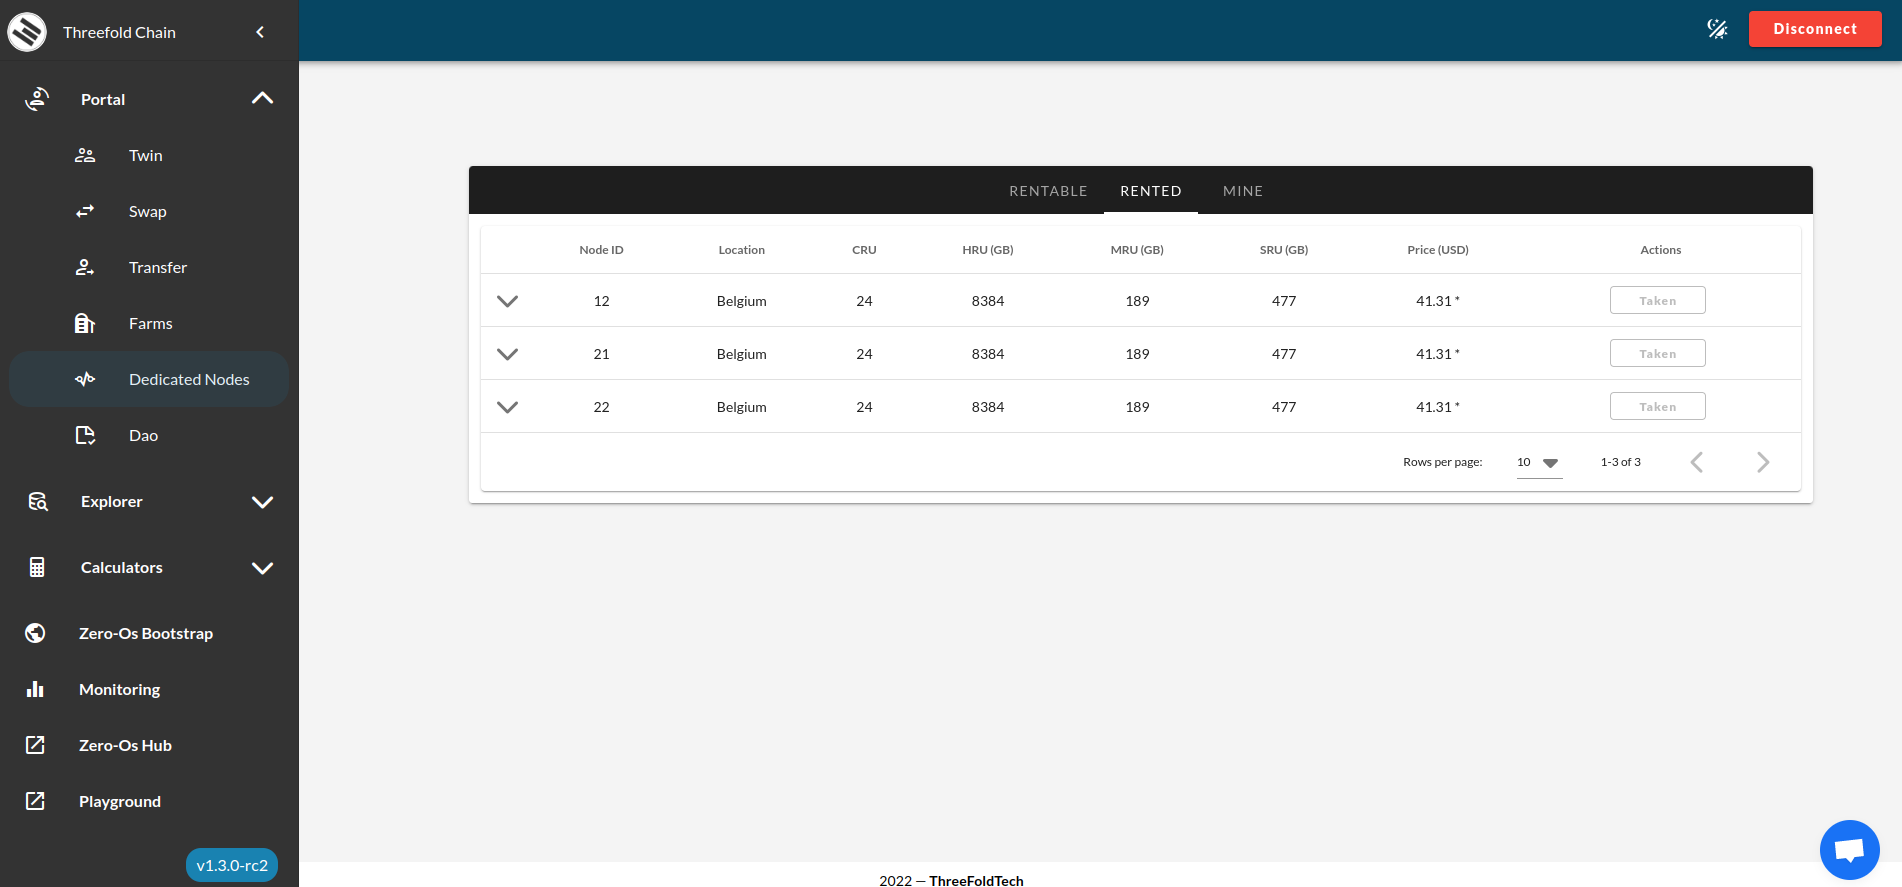 Threefold Chain
Disconnect
Portal
Twin
Swap
Transfer
Farms
Dedicated Nodes
Dao
Explorer
Calculators
Zero-Os Bootstrap
Monitoring
Zero-Os Hub
Playground
v1.3.0-rc2
RENTABLE RENTED MINE
Node ID Location CRU HRU (GB) MRU (GB) SRU (GB) Price (USD) Actions
12 Belgium 24 8384 189 477 41.31 * Taken
21 Belgium 24 8384 189 477 41.31 * Taken
22 Belgium 24 8384 189 477 41.31 * Taken
Rows per page: 10 1-3 of 3
2022 — ThreeFoldTech